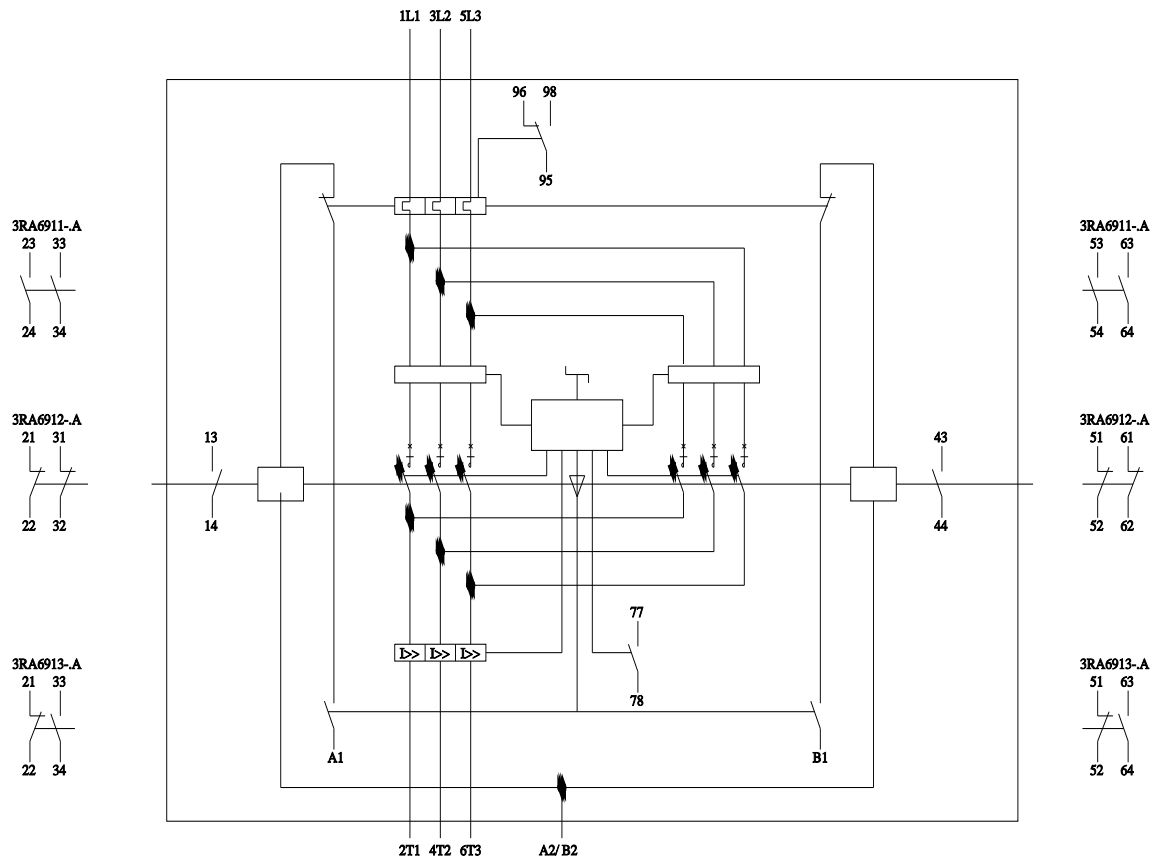 1L1 3L2 5L3
96 98
95
3RA6911-.A
23 33
24 34
3RA6911-.A
53 63
54 64
3RA6912-.A
21 31
22 32
13
14
43
44
3RA6912-.A
51 61
52 62
77
78
I>> I>> I>>
3RA6913-.A
21 33
22 34
3RA6913-.A
51 63
52 64
A1
B1
2T1 4T2 6T3
A2/ B2